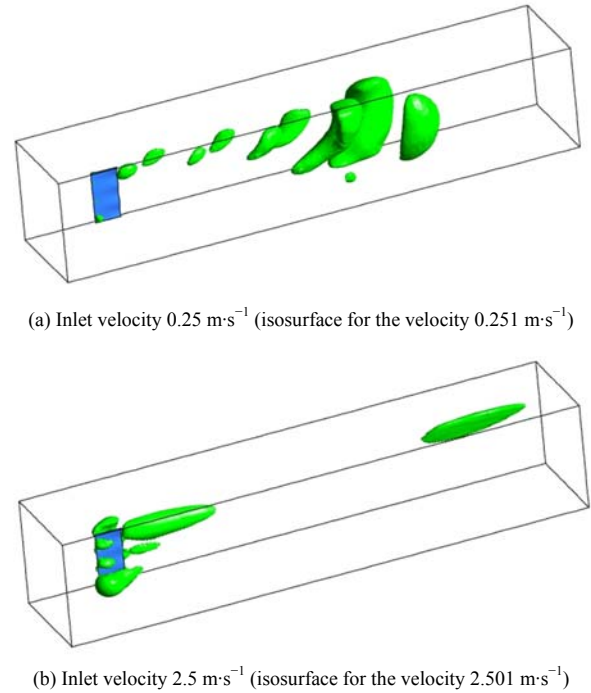 (a) Inlet velocity 0.25 m·s⁻¹ (isosurface for the velocity 0.251 m·s⁻¹)
(b) Inlet velocity 2.5 m·s⁻¹ (isosurface for the velocity 2.501 m·s⁻¹)